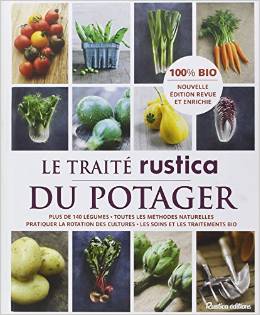 100% BIO
NOUVELLE
ÉDITION REVUE
ET ENRICHIE
LE TRAITÉ rustica
DU POTAGER
PLUS DE 140 LÉGUMES • TOUTES LES MÉTHODES NATURELLES
PRATIQUER LA ROTATION DES CULTURES • LES SOINS ET LES TRAITEMENTS BIO
Rustica éditions